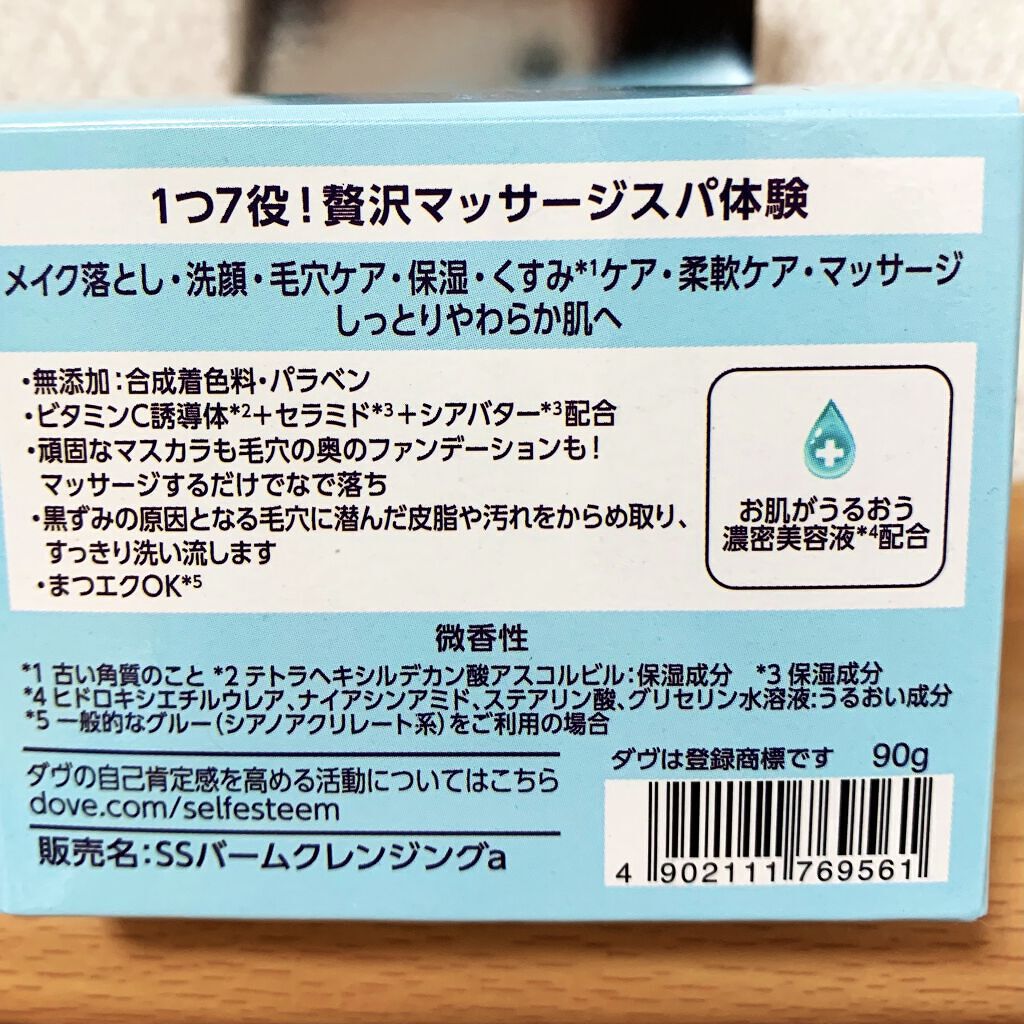 1つ7役!贅沢マッサージスパ体験
メイク落とし・洗顔・毛穴ケア・保湿・くすみ*1ケア・柔軟ケア・マッサージ
しっとりやわらか肌へ
・無添加:合成着色料・パラベン
・ビタミンC誘導体*2+セラミド*3+シアバター*3配合
・頑固なマスカラも毛穴の奥のファンデーションも!
マッサージするだけでなで落ち
・黒ずみの原因となる毛穴に潜んだ皮脂や汚れをからめ取り、
すっきり洗い流します
・まつエクOK*5
お肌がうるおう
濃密美容液*4配合
微香性
*1 古い角質のこと *2 テトラヘキシルデカン酸アスコルビル:保湿成分 *3 保湿成分
*4 ヒドロキシエチルウレア、ナイアシンアミド、ステアリン酸、グリセリン水溶液:うるおい成分
*5 一般的なグルー(シアノアクリレート系)をご利用の場合
ダヴの自己肯定感を高める活動についてはこちら
dove.com/selfesteem
販売名:SSバームクレンジングa
ダヴは登録商標です 90g
4 902111 769561